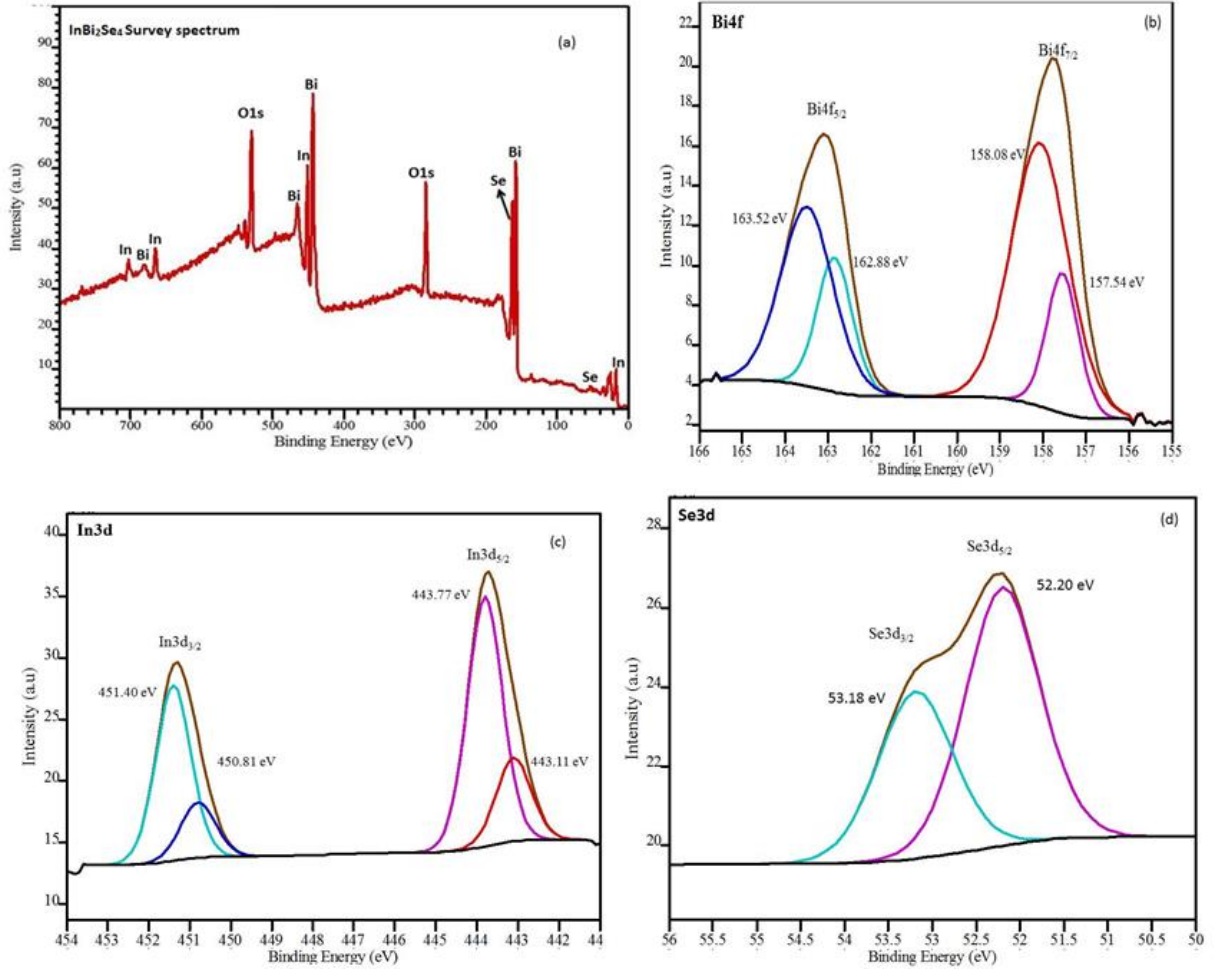 InBi₂Se₄ Survey spectrum
(a)
90
80
70
60
50
40
30
20
10
Intensity (a.u)
In
Bi
In
O1s
Bi
In
Bi
O1s
Se
Bi
Se
In
800 700 600 500 400 300 200 100 0
Binding Energy (eV)
Bi4f
(b)
22
20
18
16
14
12
10
8
6
4
2
Intensity (a.u)
Bi4f5/2
Bi4f7/2
163.52 eV
162.88 eV
158.08 eV
157.54 eV
166 165 164 163 162 161 160 159 158 157 156 155
Binding Energy (eV)
In3d
(c)
40
35
30
25
20
15
10
Intensity (a.u)
In3d3/2
In3d5/2
451.40 eV
450.81 eV
443.77 eV
443.11 eV
454 453 452 451 450 449 448 447 446 445 444 443 442 44
Binding Energy (eV)
Se3d
(d)
28
26
24
22
20
Intensity (a.u)
Se3d3/2
Se3d5/2
53.18 eV
52.20 eV
56 55.5 55 54.5 54 53.5 53 52.5 52 51.5 51 50.5 50
Binding Energy (eV)